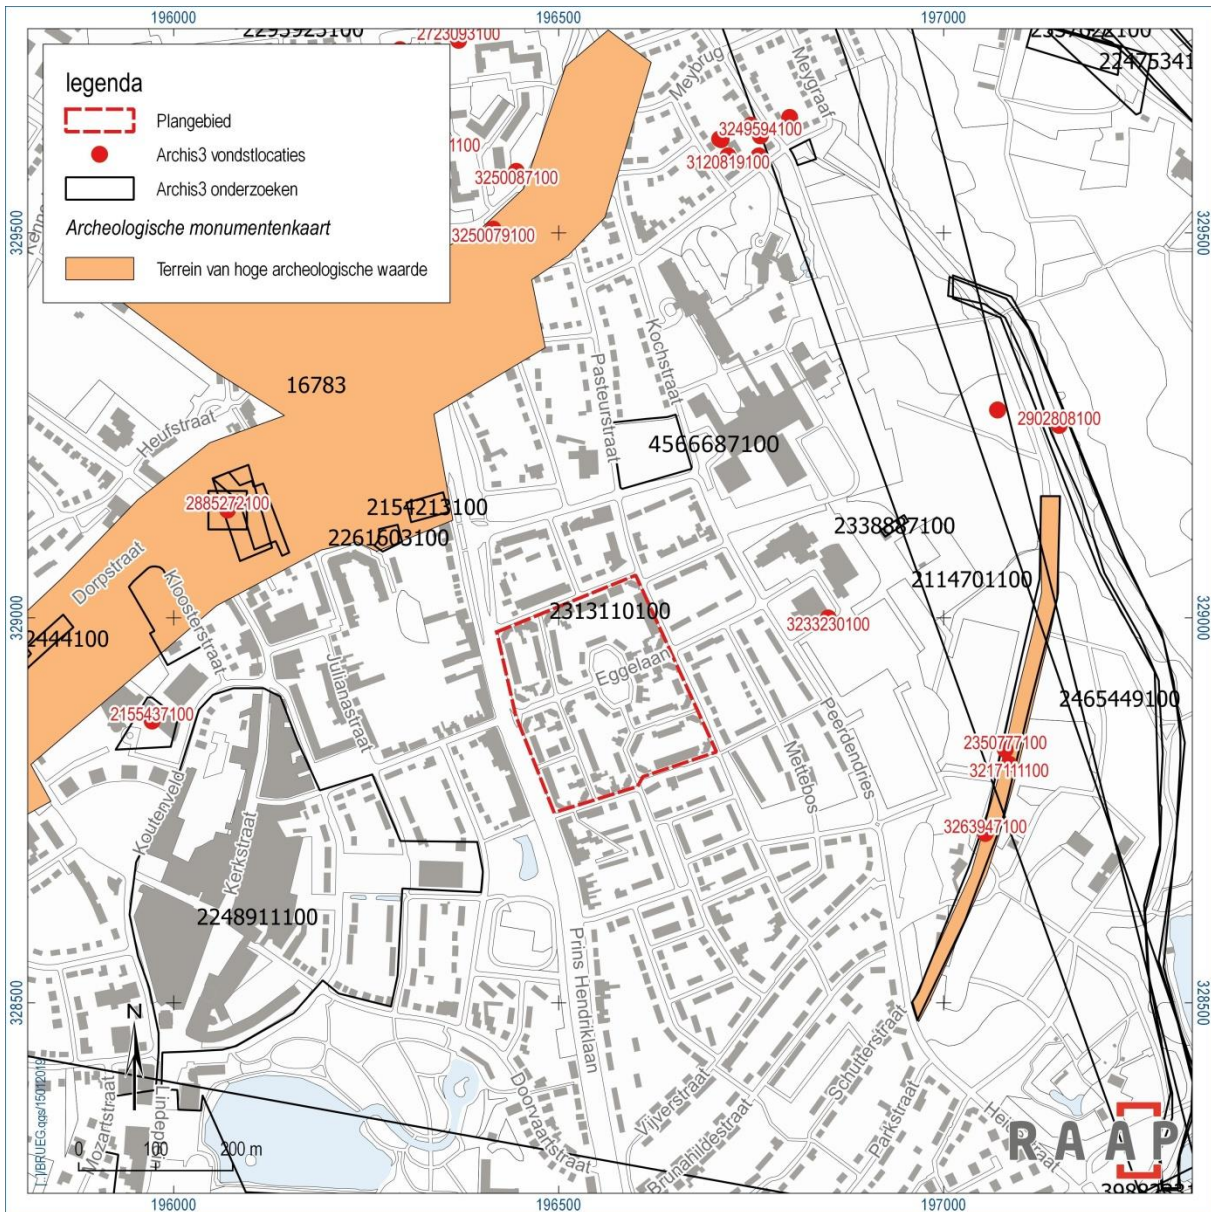 196000
196500
197000
2293923100
2723093100
legenda
Plangebied
Archis3 vondstlocaties
Archis3 onderzoeken
Archeologische monumentenkaart
Terrein van hoge archeologische waarde
Meybrug
Meygraaf
22475341
3249594100
3120819100
3250087100
3250079100
329500
329500
16783
Heufstraat
Pasteurstraat
Kochstraat
4566687100
2902808100
2885272100
2154213100
2261503100
2338887100
2114701100
Dorpstraat
Kloosterstraat
2444100
329000
329000
2313110100
3233230100
Eggelaan
Julianastraat
2155437100
2465449100
Peerdendries
Mettebos
2350777100
3217111100
3263947100
Koutenveld
Kerkstraat
2248911100
Prins Hendriklaan
328500
328500
N
Schutterstraat
Vijverstraat
Brunahildestraat
Parkstraat
Doorvaartstraat
Mozartstraat
0 100 200 m
RAAP
196000
196500
197000